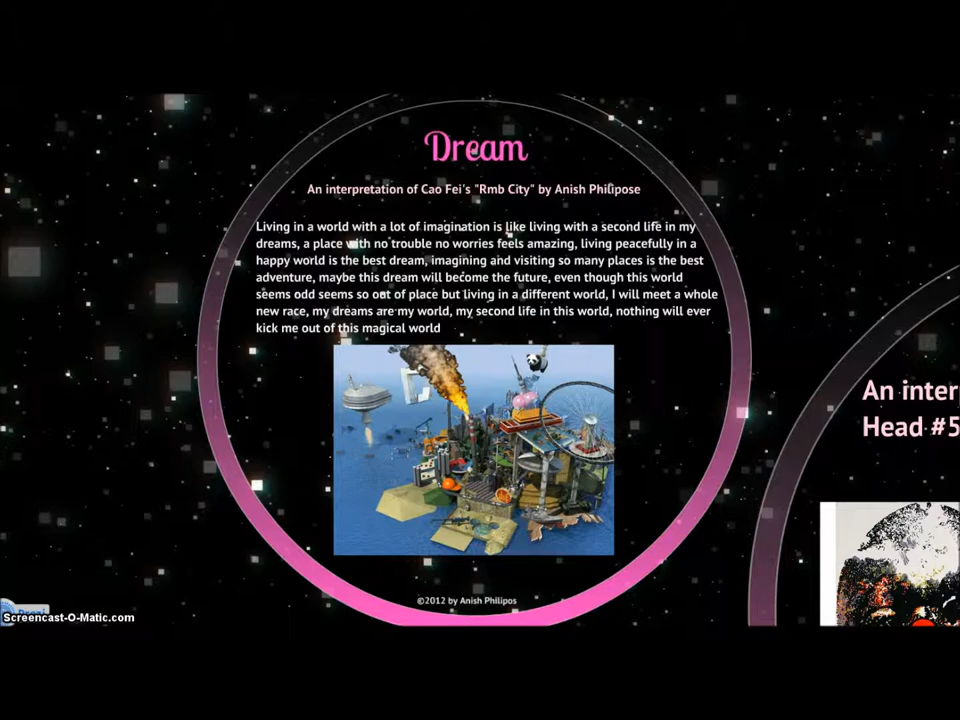 Dream
An interpretation of Cao Fei's "Rmb City" by Anish Philipose
Living in a world with a lot of imagination is like living with a second life in my
dreams, a place with no trouble no worries feels amazing, living peacefully in a
happy world is the best dream, imagining and visiting so many places is the best
adventure, maybe this dream will become the future, even though this world
seems odd seems so out of place but living in a different world, I will meet a whole
new race, my dreams are my world, my second life in this world, nothing will ever
kick me out of this magical world
©2012 by Anish Philipos
An inter
Head #5
Prezi
Screencast-O-Matic.com